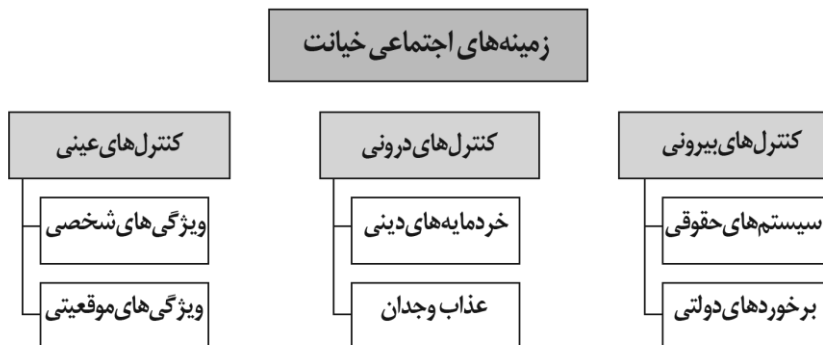 زمینه‌های اجتماعی خیانت
کنترل‌های بیرونی
کنترل‌های درونی
کنترل‌های عینی
سیستم‌های حقوقی
خردمایه‌های دینی
ویژگی‌های شخصی
برخوردهای دولتی
عذاب وجدان
ویژگی‌های موقعیتی